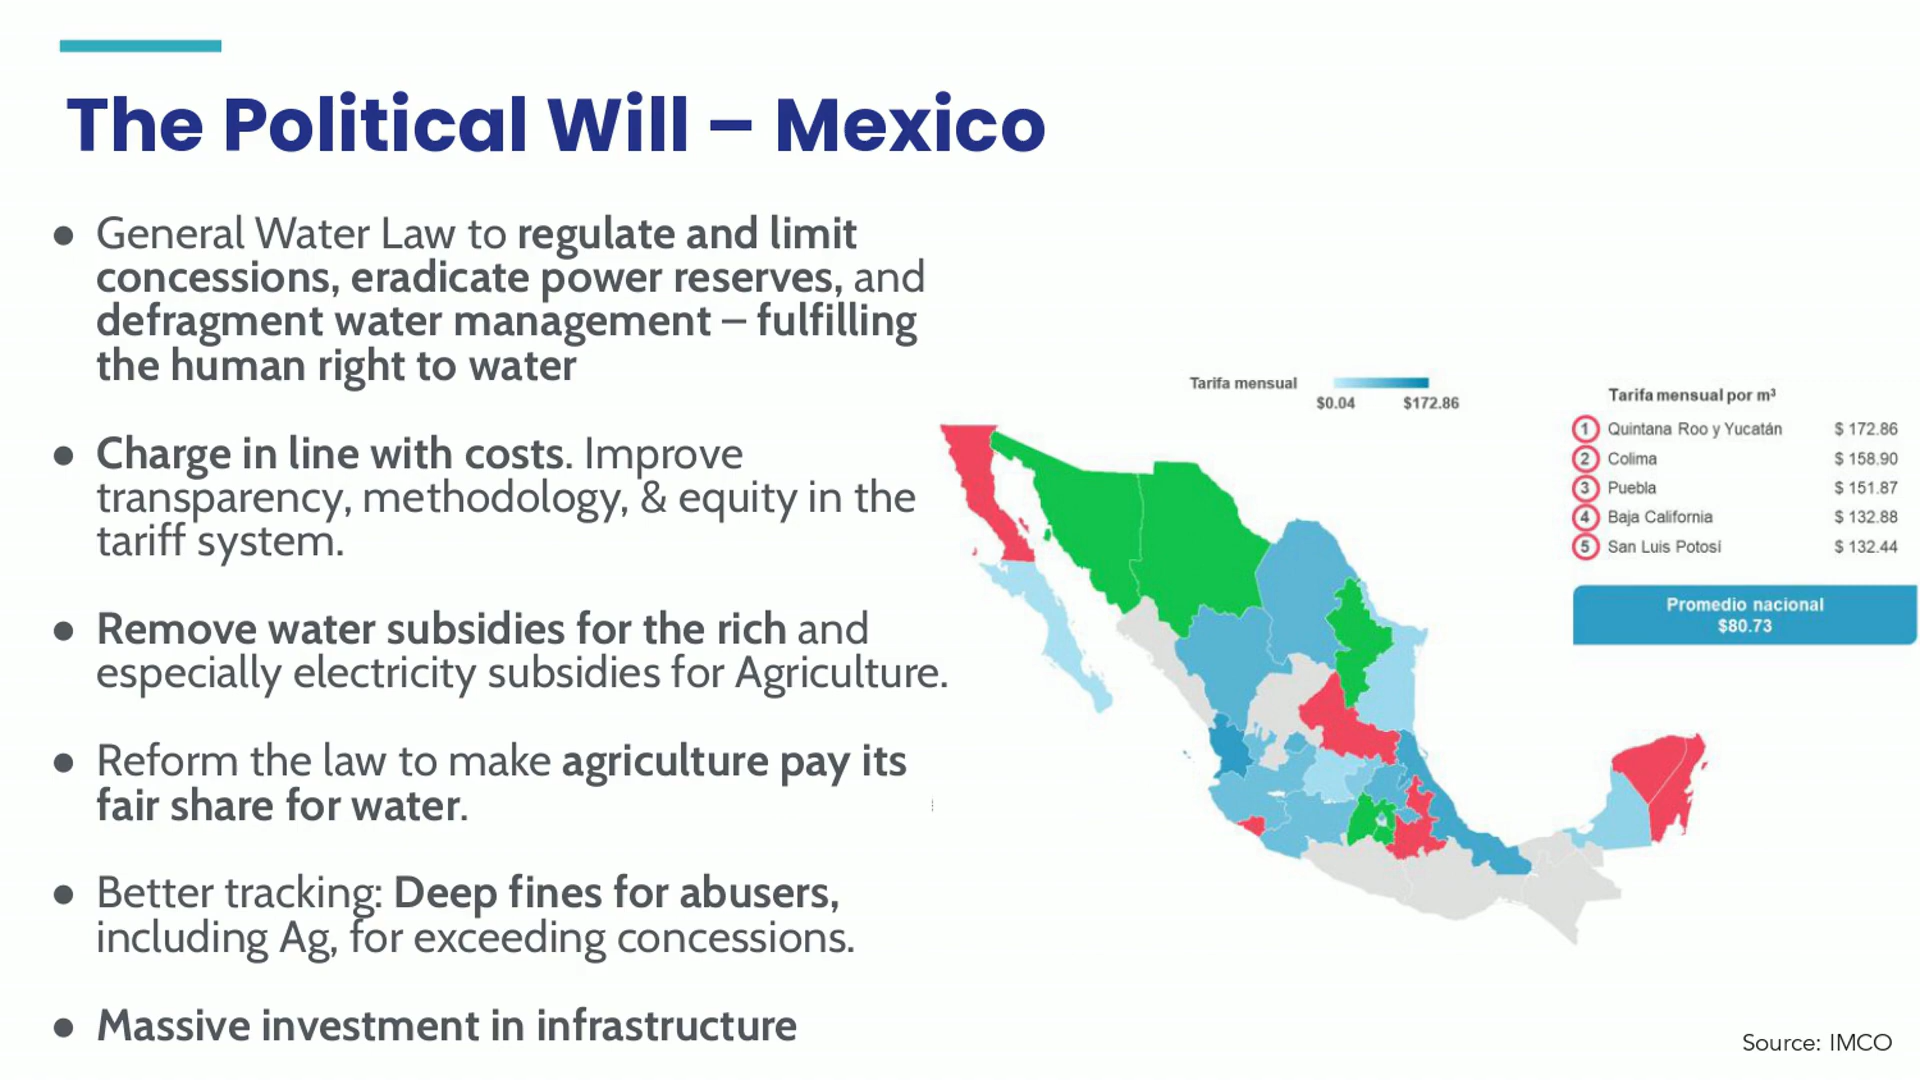 The Political Will – Mexico
● General Water Law to regulate and limit
concessions, eradicate power reserves, and
defragment water management – fulfilling
the human right to water
● Charge in line with costs. Improve
transparency, methodology, & equity in the
tariff system.
● Remove water subsidies for the rich and
especially electricity subsidies for Agriculture.
● Reform the law to make agriculture pay its
fair share for water.
● Better tracking: Deep fines for abusers,
including Ag, for exceeding concessions.
● Massive investment in infrastructure
Tarifa mensual
$0.04 $172.86
Tarifa mensual por m³
1 Quintana Roo y Yucatán $ 172.86
2 Colima $ 158.90
3 Puebla $ 151.87
4 Baja California $ 132.88
5 San Luis Potosí $ 132.44
Promedio nacional
$80.73
Source: IMCO